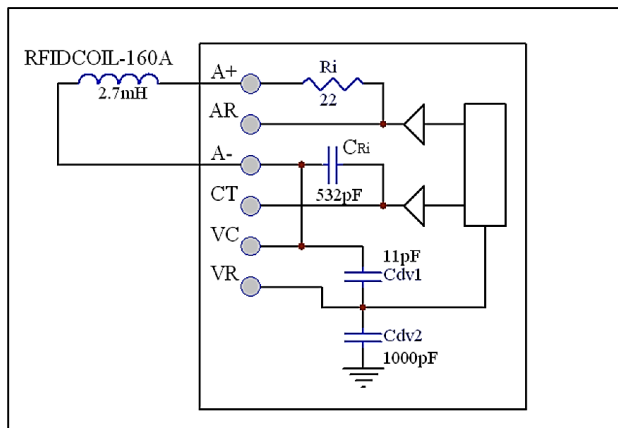 RFIDCOIL-160A
2.7mH
A+
Ri
22
AR
A-
CRi
532pF
CT
VC
11pF
Cdv1
VR
Cdv2
1000pF